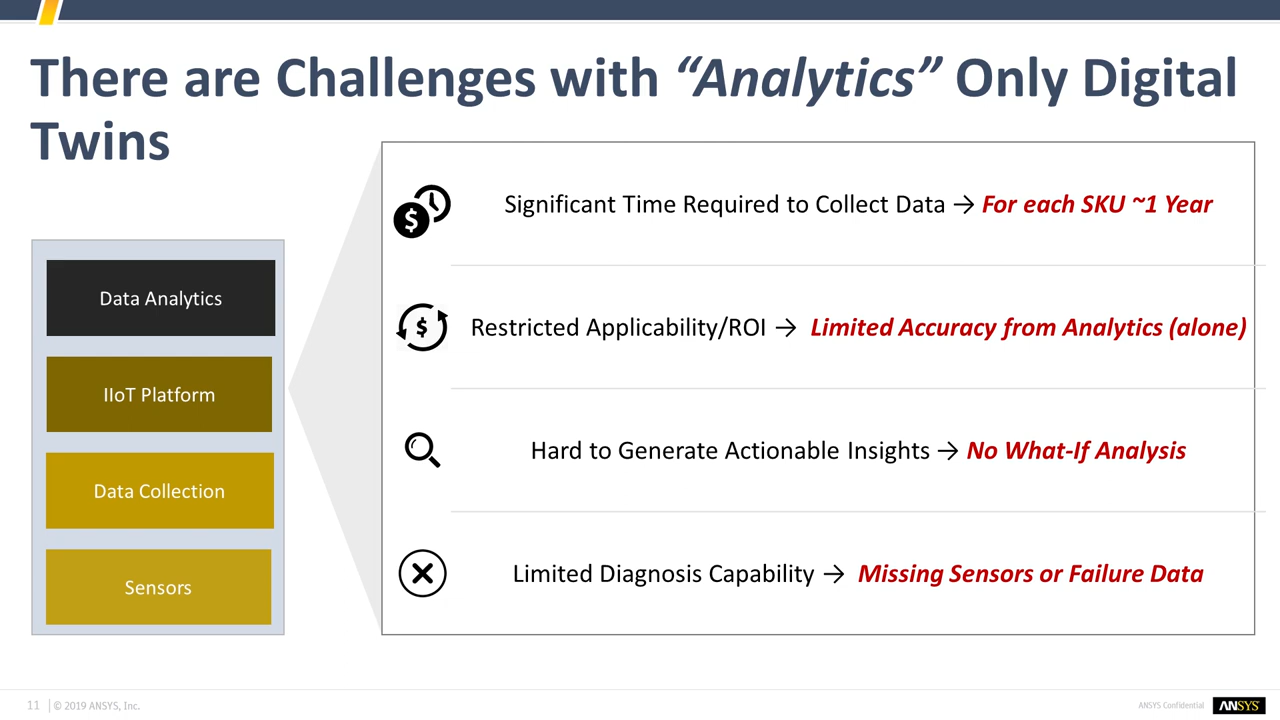 There are Challenges with “Analytics” Only Digital
Twins
Data Analytics
IIoT Platform
Data Collection
Sensors
$
Significant Time Required to Collect Data → For each SKU ~1 Year
$
Restricted Applicability/ROI → Limited Accuracy from Analytics (alone)
Hard to Generate Actionable Insights → No What-If Analysis
Limited Diagnosis Capability → Missing Sensors or Failure Data
11 © 2019 ANSYS, Inc.
ANSYS Confidential
ANSYS